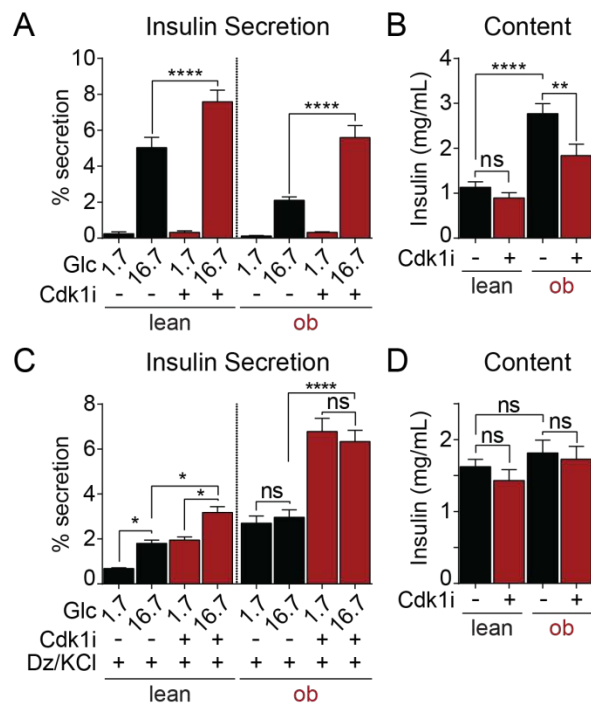 A Insulin Secretion
% secretion
8
6
4
2
0
****
****
Glc 1.7 16.7 1.7 16.7 1.7 16.7 1.7 16.7
Cdk1i - - + + - - + +
lean ob
B Content
Insulin (mg/mL)
4
3
2
1
0
****
**
ns
Cdk1i - + - +
lean ob
C Insulin Secretion
% secretion
8
6
4
2
0
****
ns
*
ns
*
*
Glc 1.7 16.7 1.7 16.7 1.7 16.7 1.7 16.7
Cdk1i - - + + - - + +
Dz/KCl + + + + + + + +
lean ob
D Content
Insulin (mg/mL)
2
1
0
ns
ns
ns
Cdk1i - + - +
lean ob